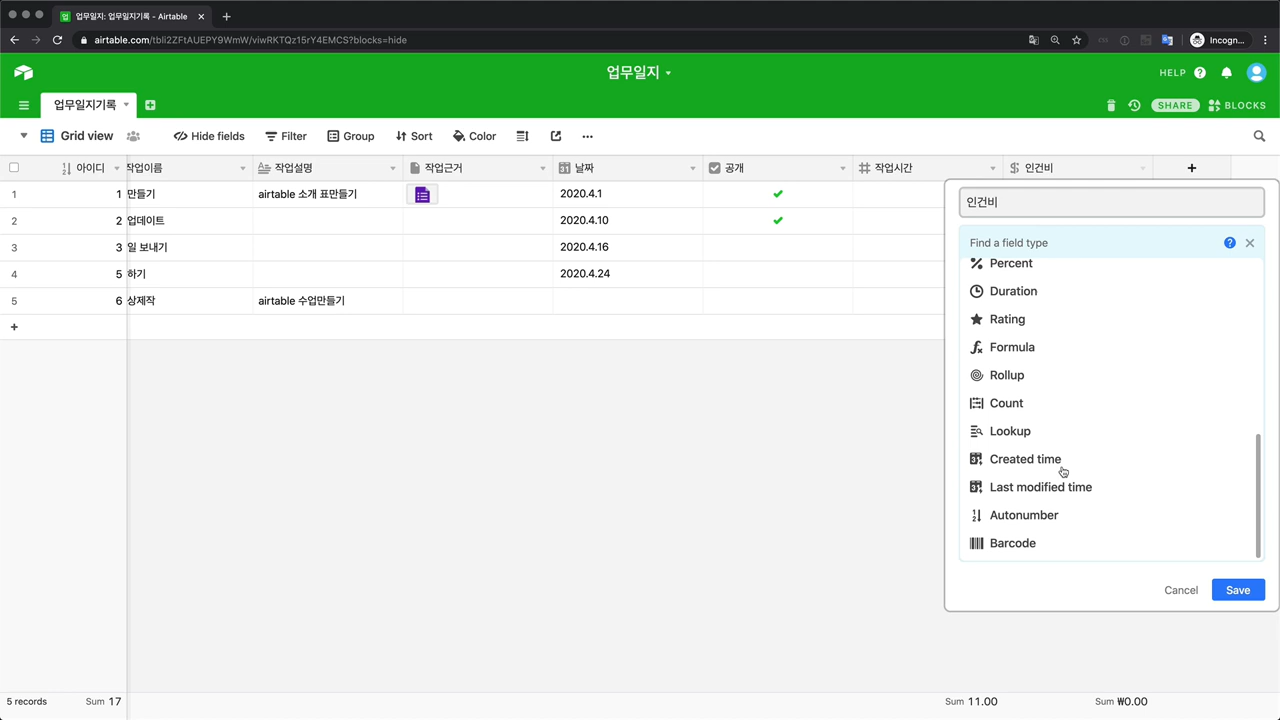 업무일지: 업무일지기록 - Airtable
airtable.com/tbli2ZFtAUEPY9WmW/viwRKTQz15rY4EMCS?blocks=hide
Incogn...
업무일지
HELP
업무일지기록
SHARE
BLOCKS
Grid view
Hide fields
Filter
Group
Sort
Color
아이디
작업이름
작업설명
작업근거
날짜
공개
작업시간
인건비
1 1 만들기 airtable 소개 표만들기 2020.4.1
2 2 업데이트 2020.4.10
3 3 일 보내기 2020.4.16
4 5 하기 2020.4.24
5 6 상제작 airtable 수업만들기
인건비
Find a field type
Percent
Duration
Rating
Formula
Rollup
Count
Lookup
Created time
Last modified time
Autonumber
Barcode
Cancel
Save
5 records
Sum 17
Sum 11.00
Sum ₩0.00